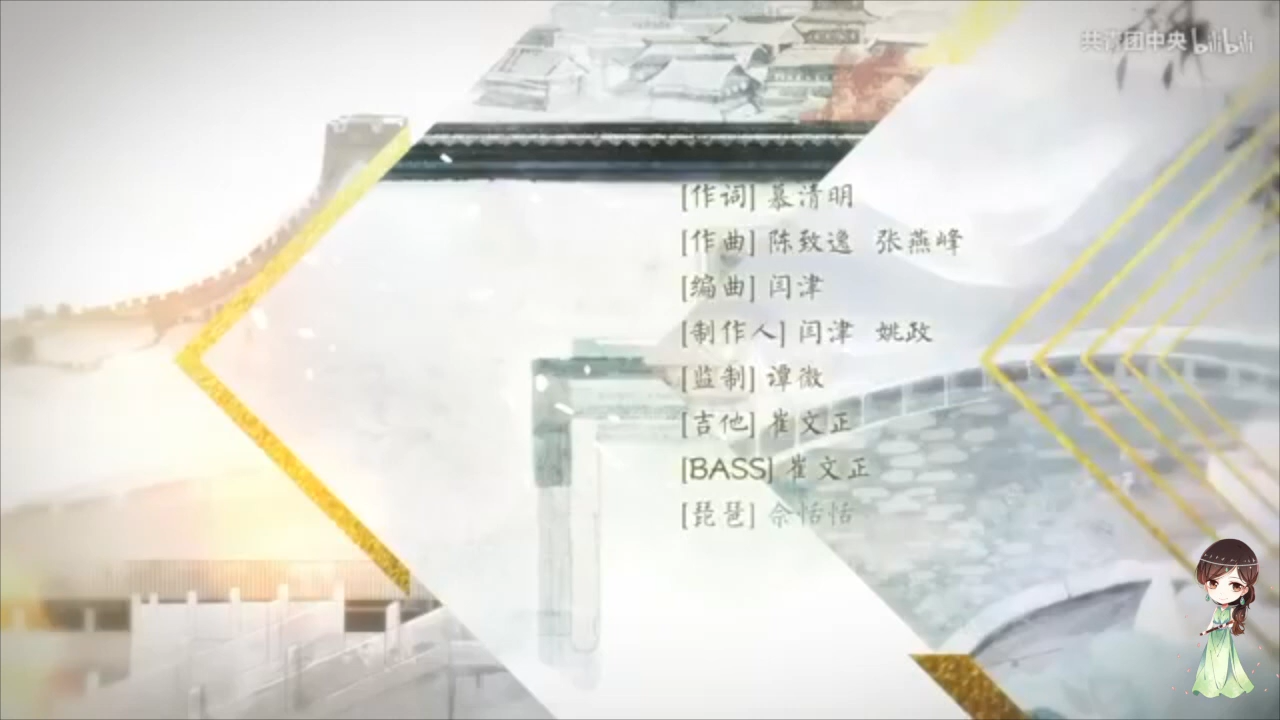 共青团中央 bilibili
[作词] 慕清明
[作曲] 陈致逸 张燕峰
[编曲] 闫津
[制作人] 闫津 姚政
[监制] 谭徵
[吉他] 崔文正
[BASS] 崔文正
[琵琶] 佘恬恬